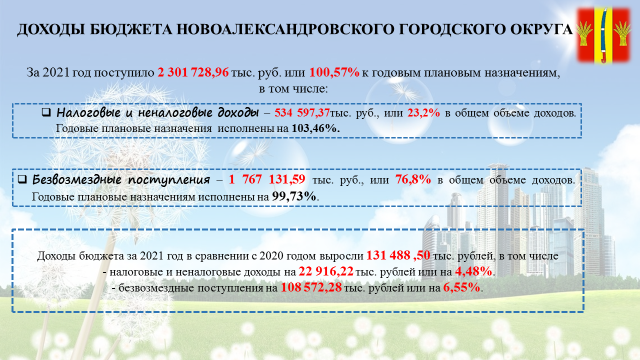 ДОХОДЫ БЮДЖЕТА НОВОАЛЕКСАНДРОВСКОГО ГОРОДСКОГО ОКРУГА
За 2021 год поступило 2 301 728,96 тыс. руб. или 100,57% к годовым плановым назначениям,
в том числе:
❑ Налоговые и неналоговые доходы – 534 597,37тыс. руб., или 23,2% в общем объеме доходов.
Годовые плановые назначения исполнены на 103,46%.
❑ Безвозмездные поступления – 1 767 131,59 тыс. руб., или 76,8% в общем объеме доходов.
Годовые плановые назначениям исполнены на 99,73%.
Доходы бюджета за 2021 год в сравнении с 2020 годом выросли 131 488 ,50 тыс. рублей, в том числе
- налоговые и неналоговые доходы на 22 916,22 тыс. рублей или на 4,48%.
- безвозмездные поступления на 108 572,28 тыс. рублей или на 6,55%.